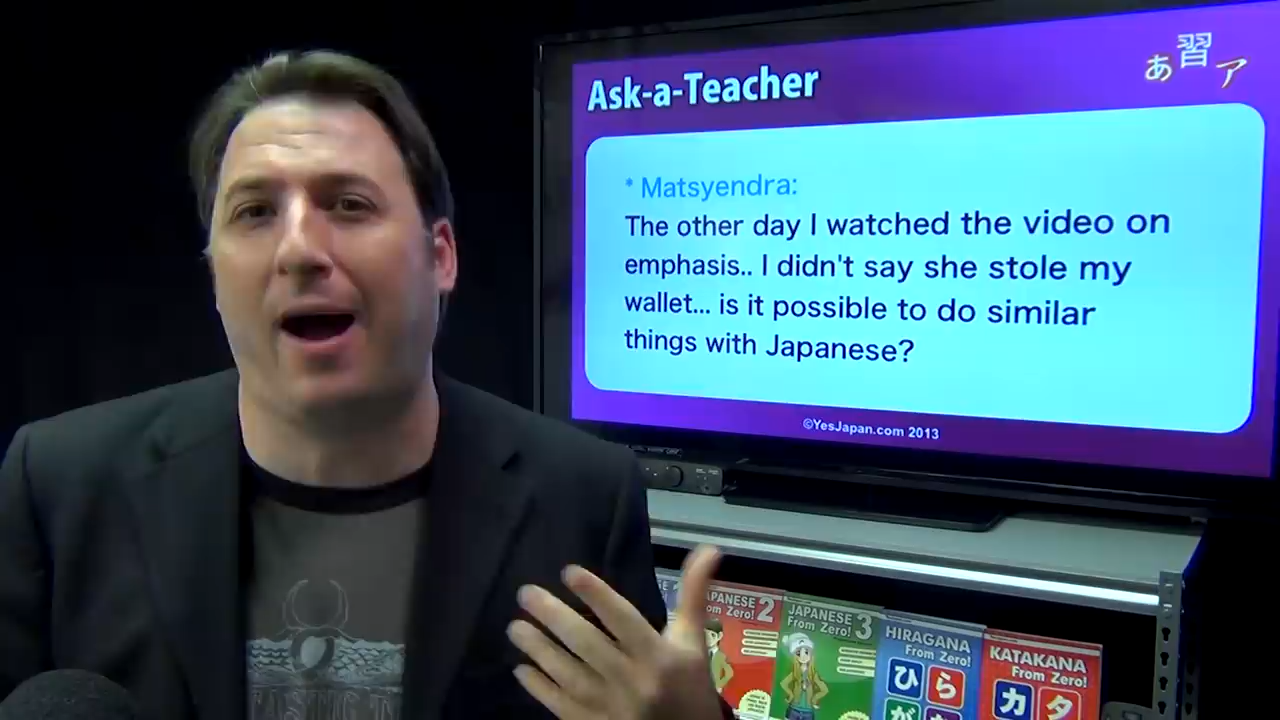 Ask-a-Teacher
あ習ア
* Matsyendra:
The other day I watched the video on
emphasis.. I didn't say she stole my
wallet... is it possible to do similar
things with Japanese?
©YesJapan.com 2013
JAPANESE 2
From Zero!
JAPANESE 3
From Zero!
HIRAGANA
From Zero!
ひら
KATAKANA
From Zero!
カタ